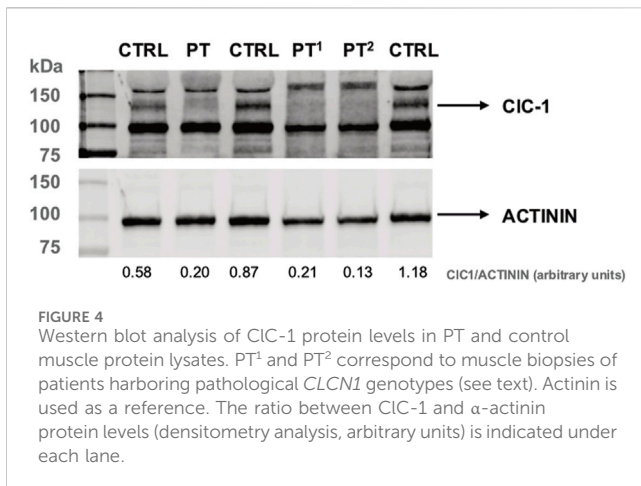 CTRL PT CTRL PT¹ PT² CTRL
kDa
150
100
75
ClC-1
150
100
75
ACTININ
0.58 0.20 0.87 0.21 0.13 1.18 ClC1/ACTININ (arbitrary units)
FIGURE 4
Western blot analysis of ClC-1 protein levels in PT and control
muscle protein lysates. PT¹ and PT² correspond to muscle biopsies of
patients harboring pathological CLCN1 genotypes (see text). Actinin is
used as a reference. The ratio between ClC-1 and α-actinin
protein levels (densitometry analysis, arbitrary units) is indicated under
each lane.